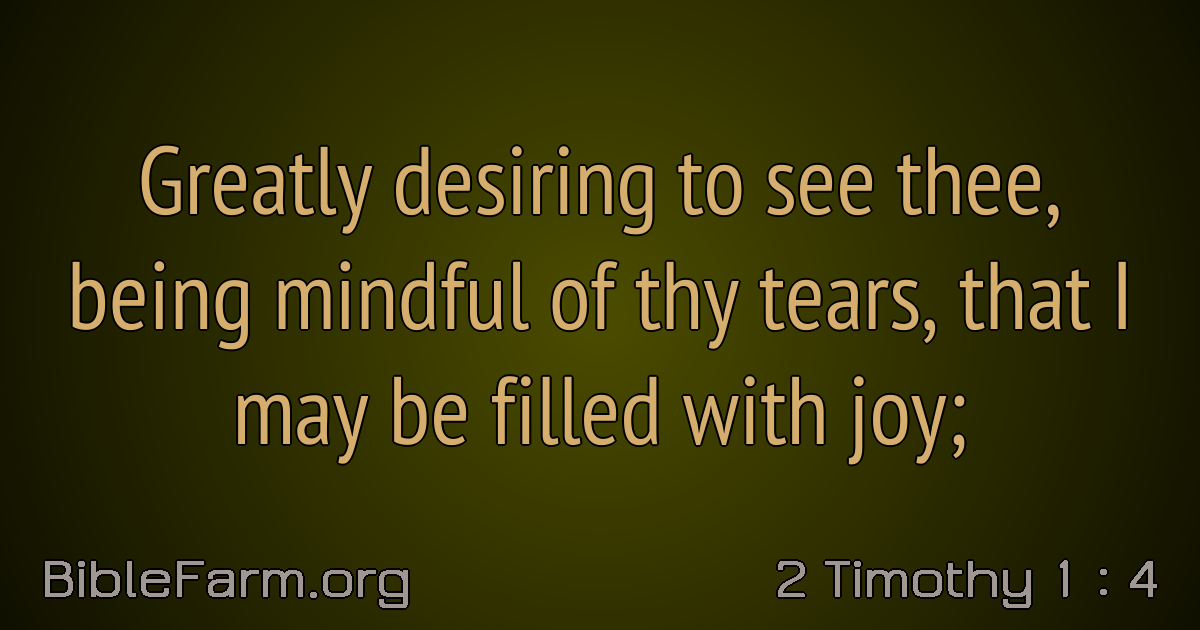 Greatly desiring to see thee,
being mindful of thy tears, that I
may be filled with joy;
BibleFarm.org
2 Timothy 1 : 4